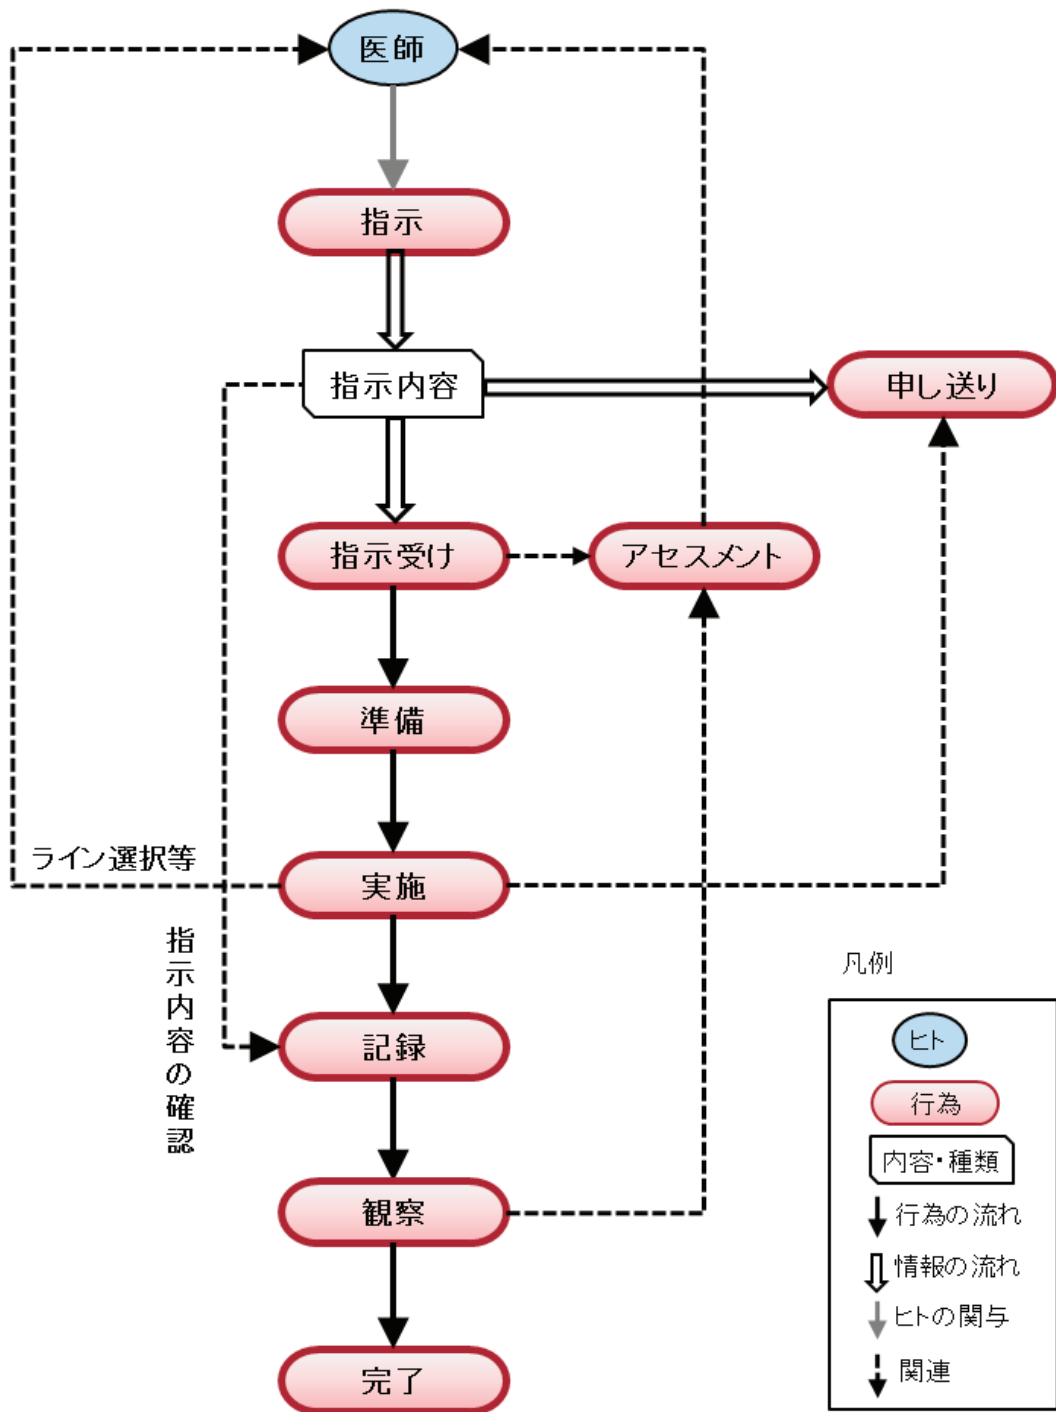 医師
指示
指示内容
申し送り
指示受け
アセスメント
準備
ライン選択等
実施
指示内容の確認
記録
観察
完了
凡例
ヒト
行為
内容・種類
行為の流れ
情報の流れ
ヒトの関与
関連